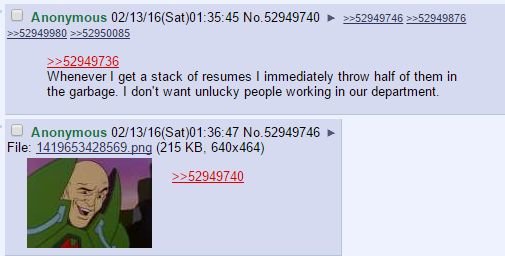 Anonymous 02/13/16(Sat)01:35:45 No.52949740 ► >>52949746 >>52949876
>>52949980 >>52950085
>>52949736
Whenever I get a stack of resumes I immediately throw half of them in
the garbage. I don't want unlucky people working in our department.
Anonymous 02/13/16(Sat)01:36:47 No.52949746 ►
File: 1419653428569.png (215 KB, 640x464)
>>52949740